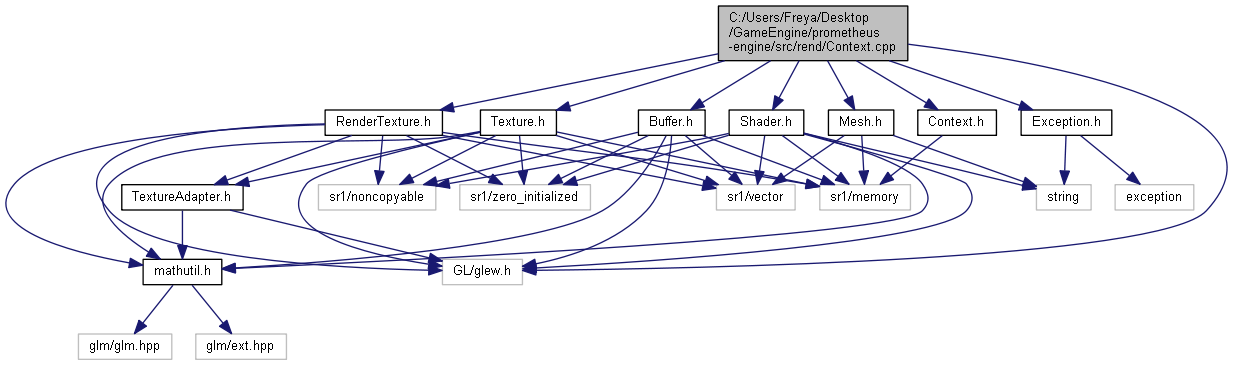 C:/Users/Freya/Desktop
/GameEngine/prometheus
-engine/src/rend/Context.cpp
RenderTexture.h
Texture.h
Buffer.h
Shader.h
Mesh.h
Context.h
Exception.h
TextureAdapter.h
sr1/noncopyable
sr1/zero_initialized
sr1/vector
sr1/memory
string
exception
mathutil.h
GL/glew.h
glm/glm.hpp
glm/ext.hpp